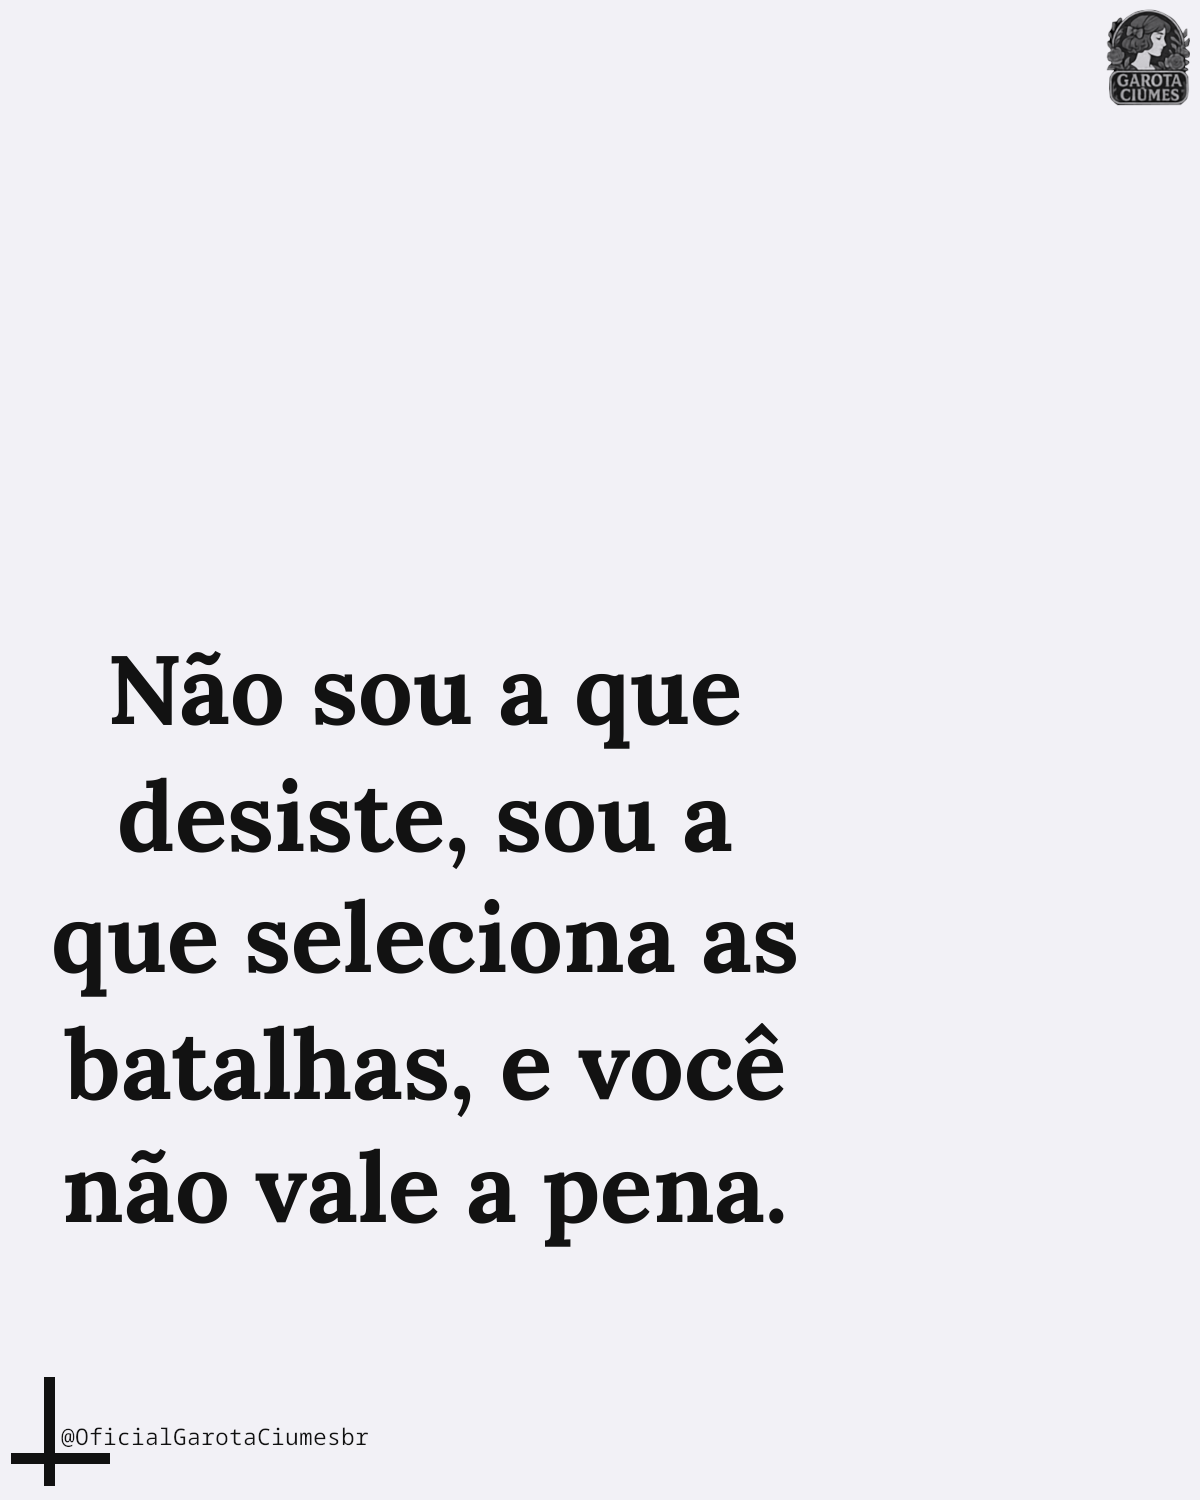 GAROTA
CIÚMES
Não sou a que
desiste, sou a
que seleciona as
batalhas, e você
não vale a pena.
@OficialGarotaCiumesbr